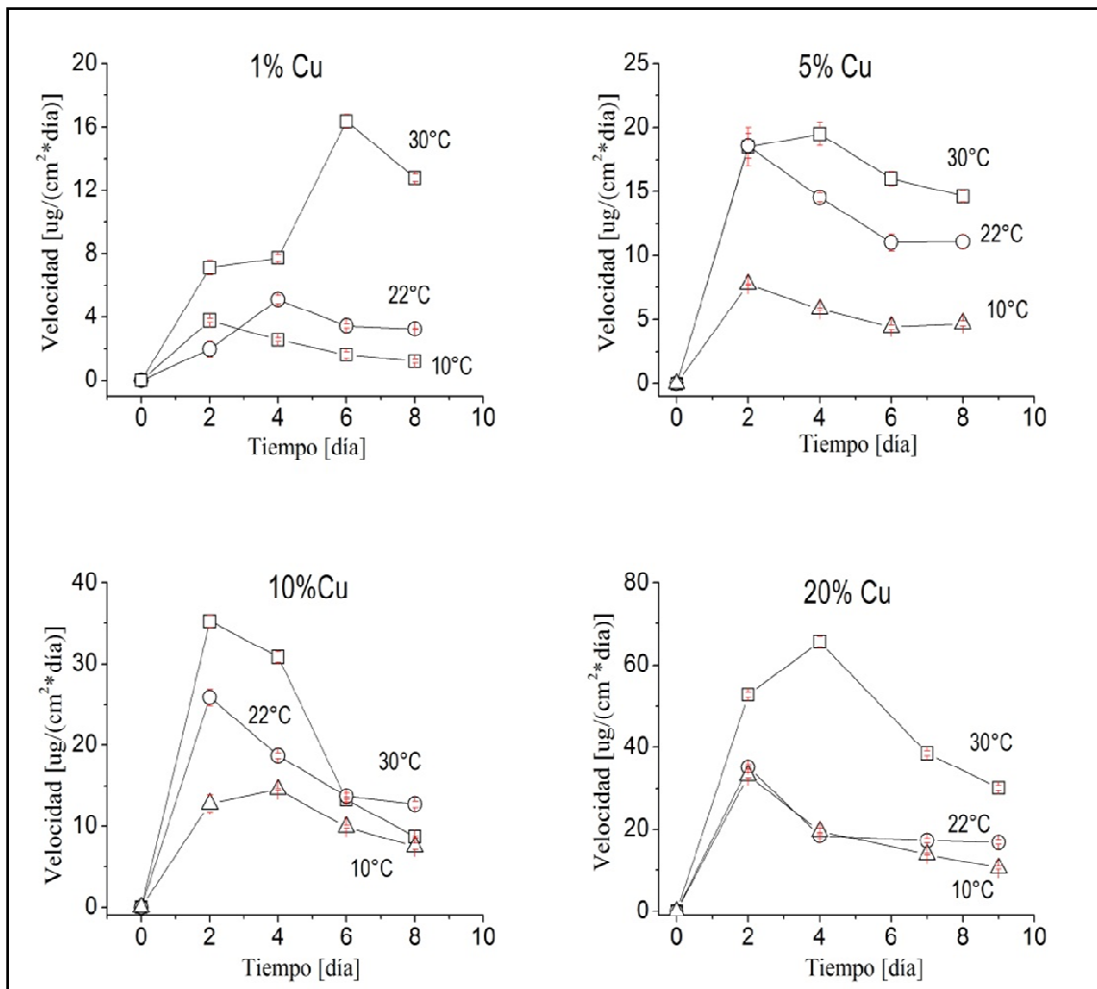 1% Cu
Velocidad [ug/(cm²*día)]
20
16
12
8
4
0
30°C
22°C
10°C
0 2 4 6 8 10
Tiempo [día]
5% Cu
Velocidad [ug/(cm²*día)]
25
20
15
10
5
0
30°C
22°C
10°C
0 2 4 6 8 10
Tiempo [día]
10%Cu
Velocidad [ug/(cm²*día)]
40
30
20
10
0
22°C
30°C
10°C
0 2 4 6 8 10
Tiempo [día]
20% Cu
Velocidad [ug/(cm²*día)]
80
60
40
20
0
30°C
22°C
10°C
0 2 4 6 8 10
Tiempo [día]